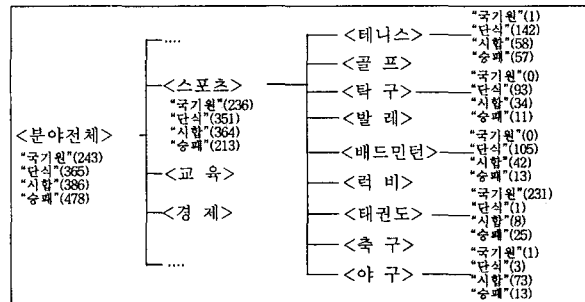 <분야전체>
"국기원"(243)
"단식"(365)
"시합"(386)
"승패"(478)
....
<스포츠>
"국기원"(236)
"단식"(351)
"시합"(364)
"승패"(213)
<교 육>
<경 제>
....
<테니스>
"국기원"(1)
"단식"(142)
"시합"(58)
"승패"(57)
<골 프>
<탁 구>
"국기원"(0)
"단식"(93)
"시합"(34)
"승패"(11)
<발 레>
<배드민턴>
"국기원"(0)
"단식"(105)
"시합"(42)
"승패"(13)
<럭 비>
<태권도>
"국기원"(231)
"단식"(1)
"시합"(8)
"승패"(25)
<축 구>
<야 구>
"국기원"(1)
"단식"(3)
"시합"(73)
"승패"(13)